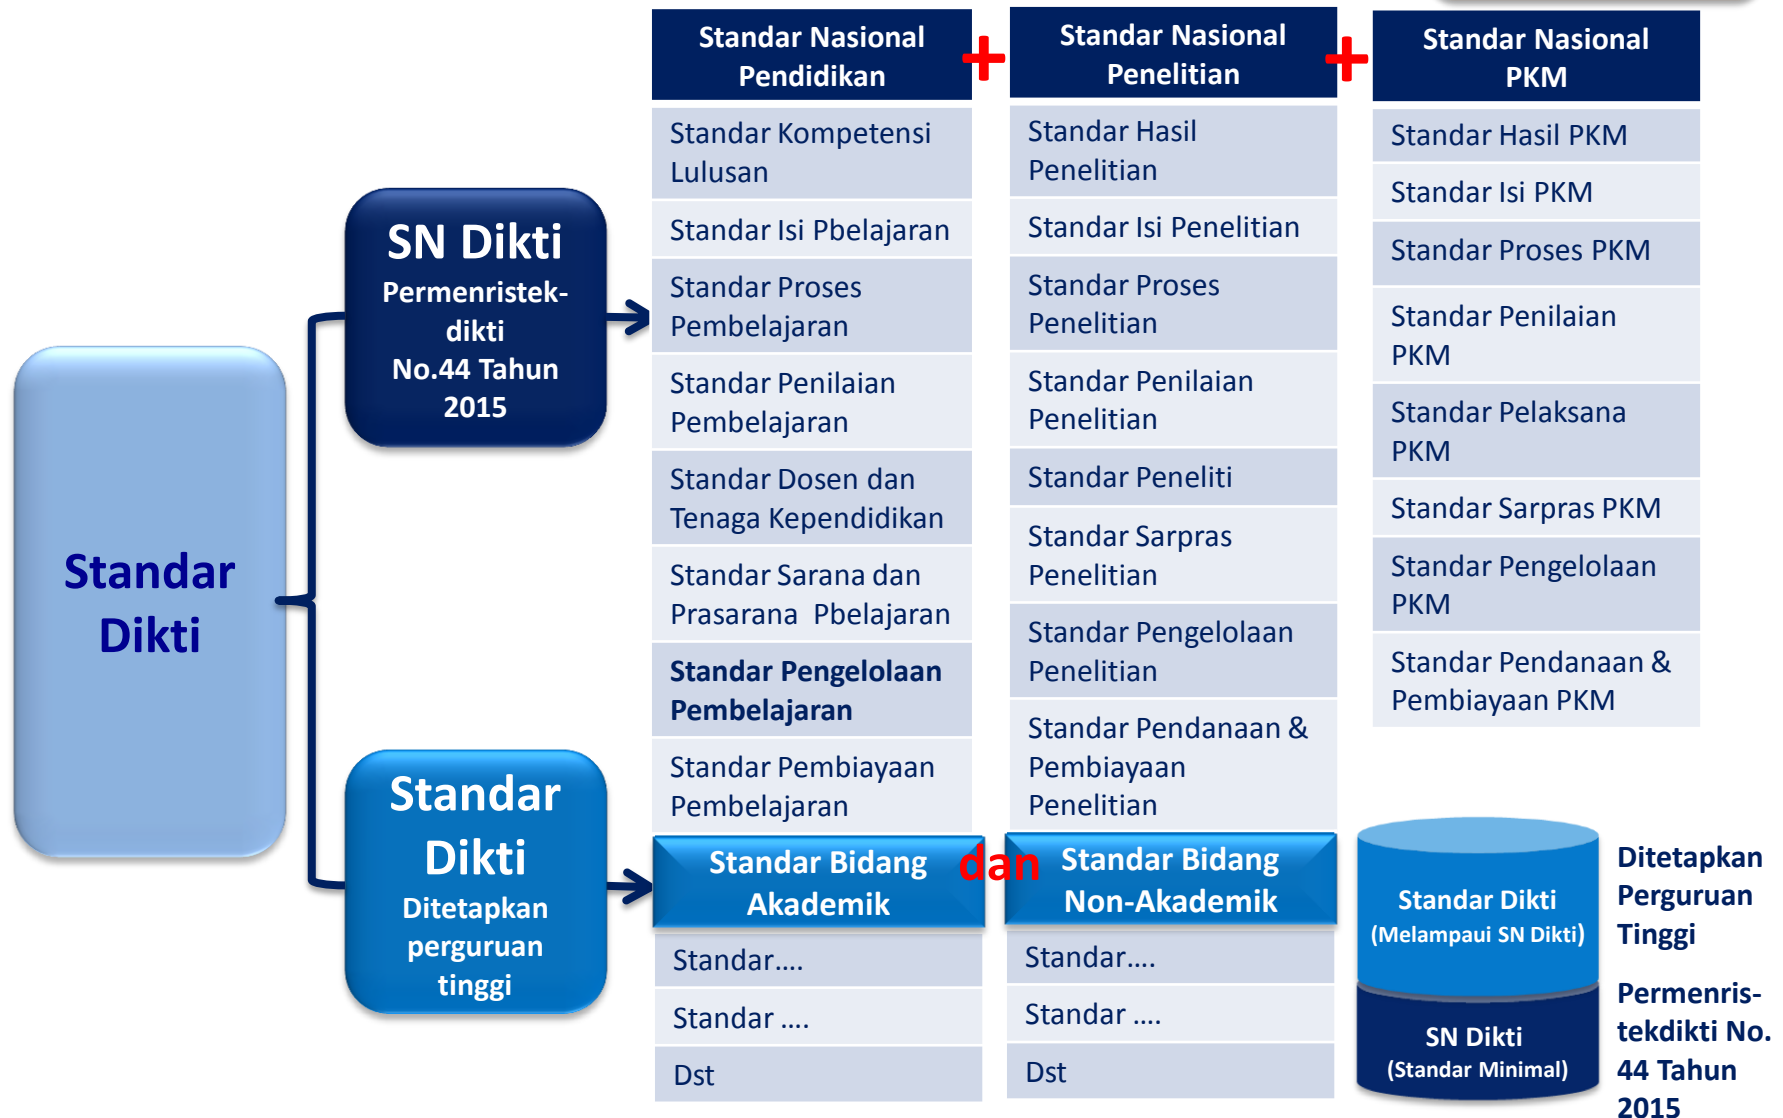 Standar
Dikti
SN Dikti
Permenristek-
dikti
No.44 Tahun
2015
Standar
Dikti
Ditetapkan
perguruan
tinggi
Standar Nasional
Pendidikan
Standar Kompetensi
Lulusan
Standar Isi Pbelajaran
Standar Proses
Pembelajaran
Standar Penilaian
Pembelajaran
Standar Dosen dan
Tenaga Kependidikan
Standar Sarana dan
Prasarana Pbelajaran
Standar Pengelolaan
Pembelajaran
Standar Pembiayaan
Pembelajaran
+
Standar Nasional
Penelitian
Standar Hasil
Penelitian
Standar Isi Penelitian
Standar Proses
Penelitian
Standar Penilaian
Penelitian
Standar Peneliti
Standar Sarpras
Penelitian
Standar Pengelolaan
Penelitian
Standar Pendanaan &
Pembiayaan
Penelitian
+
Standar Nasional
PKM
Standar Hasil PKM
Standar Isi PKM
Standar Proses PKM
Standar Penilaian
PKM
Standar Pelaksana
PKM
Standar Sarpras PKM
Standar Pengelolaan
PKM
Standar Pendanaan &
Pembiayaan PKM
Standar Bidang
Akademik
Standar....
Standar ....
Dst
dan
Standar Bidang
Non-Akademik
Standar....
Standar ....
Dst
Standar Dikti
(Melampaui SN Dikti)
SN Dikti
(Standar Minimal)
Ditetapkan
Perguruan
Tinggi
Permenris-
tekdikti No.
44 Tahun
2015